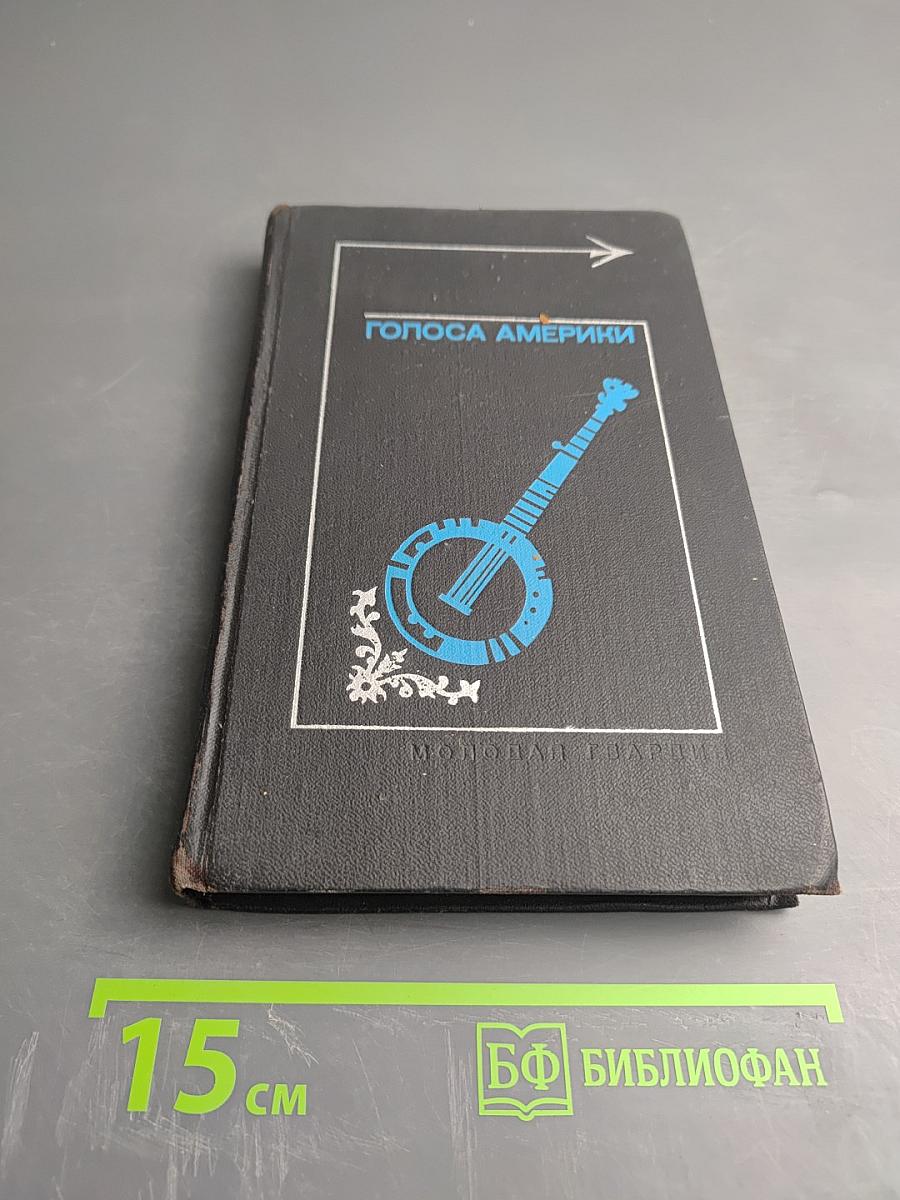 ГОЛОСА АМЕРИКИ
МОЛОДАЯ ГВАРДИЯ
15 см
БФ БИБЛИОФАН